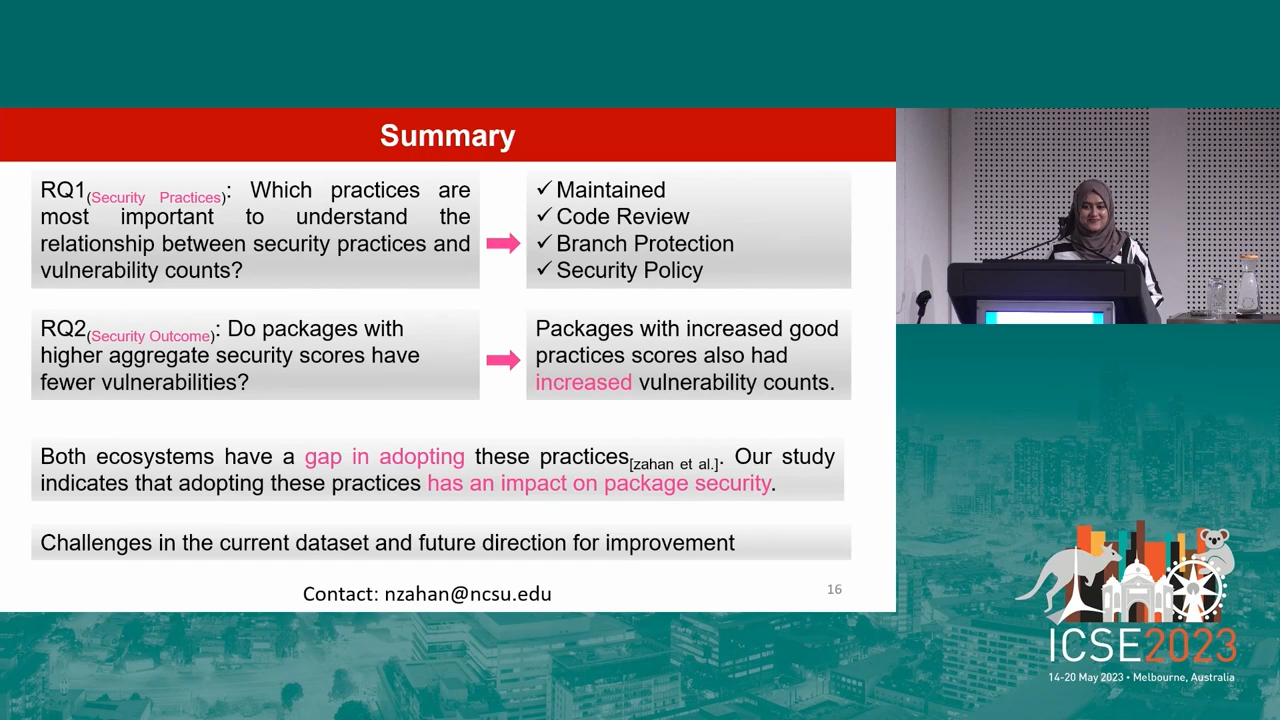 Summary
RQ1(Security Practices): Which practices are
most important to understand the
relationship between security practices and
vulnerability counts?
✓ Maintained
✓ Code Review
✓ Branch Protection
✓ Security Policy
RQ2(Security Outcome): Do packages with
higher aggregate security scores have
fewer vulnerabilities?
Packages with increased good
practices scores also had
increased vulnerability counts.
Both ecosystems have a gap in adopting these practices[zahan et al.]. Our study
indicates that adopting these practices has an impact on package security.
Challenges in the current dataset and future direction for improvement
Contact: nzahan@ncsu.edu
16
ICSE2023
14-20 May 2023 • Melbourne, Australia